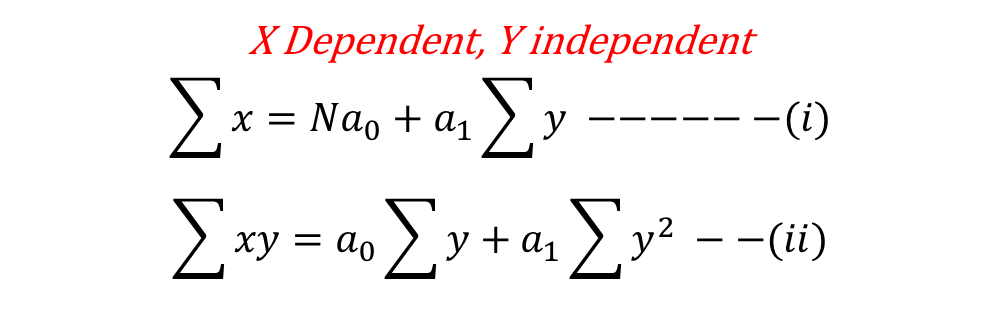 X Dependent, Y independent
∑x = Na₀ + a₁∑y −−−−−−(i)
∑xy = a₀∑y + a₁∑y² −−(ii)